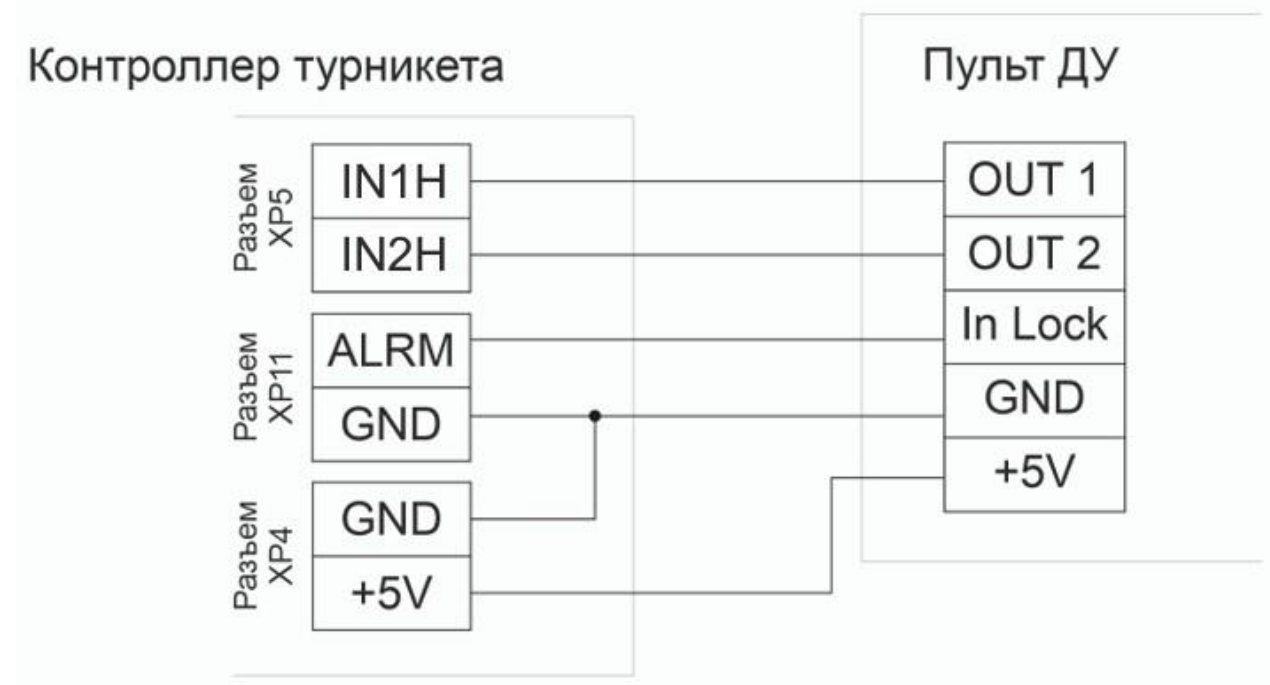 Контроллер турникета
Пульт ДУ
Разъем
XP5
IN1H
IN2H
Разъем
XP11
ALRM
GND
Разъем
XP4
GND
+5V
OUT 1
OUT 2
In Lock
GND
+5V